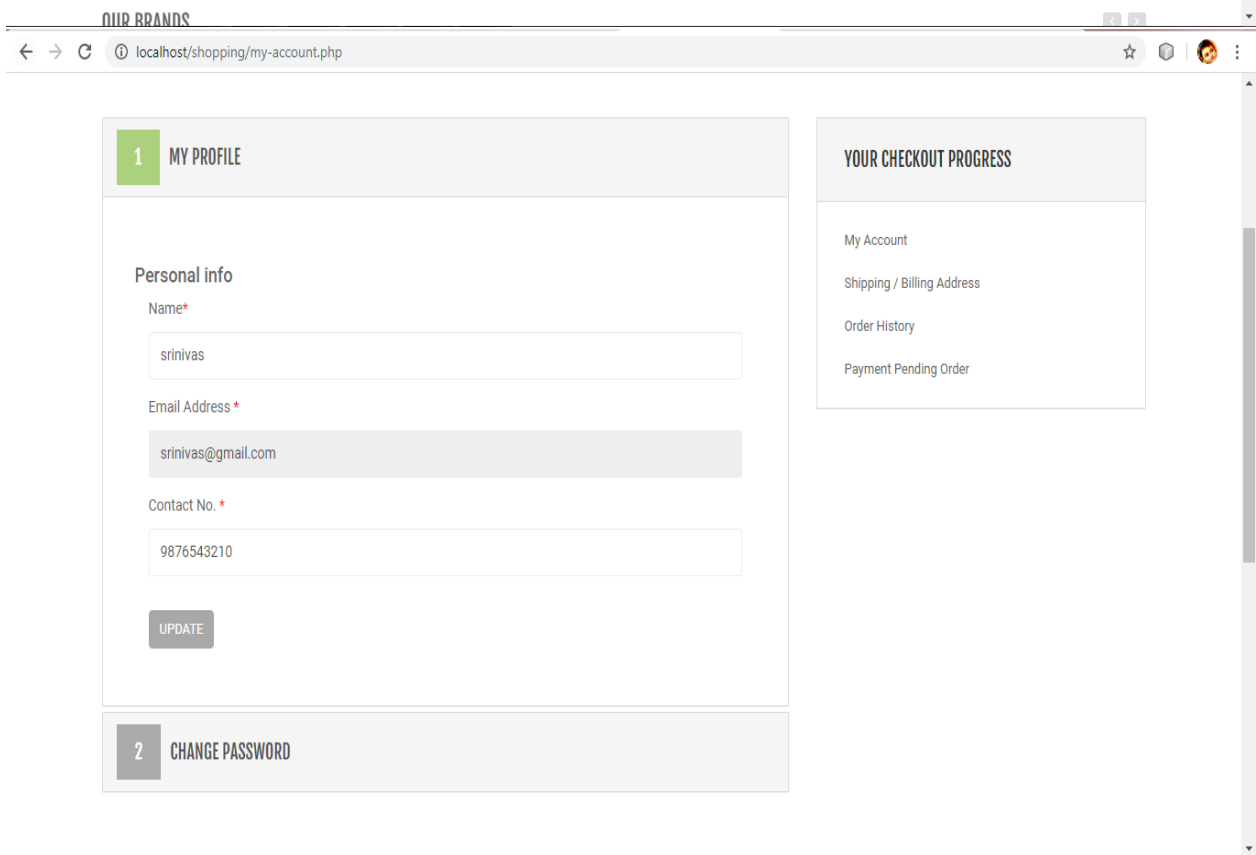 OUR BRANDS
localhost/shopping/my-account.php
1 MY PROFILE
Personal info
Name*
srinivas
Email Address *
srinivas@gmail.com
Contact No. *
9876543210
UPDATE
2 CHANGE PASSWORD
YOUR CHECKOUT PROGRESS
My Account
Shipping / Billing Address
Order History
Payment Pending Order